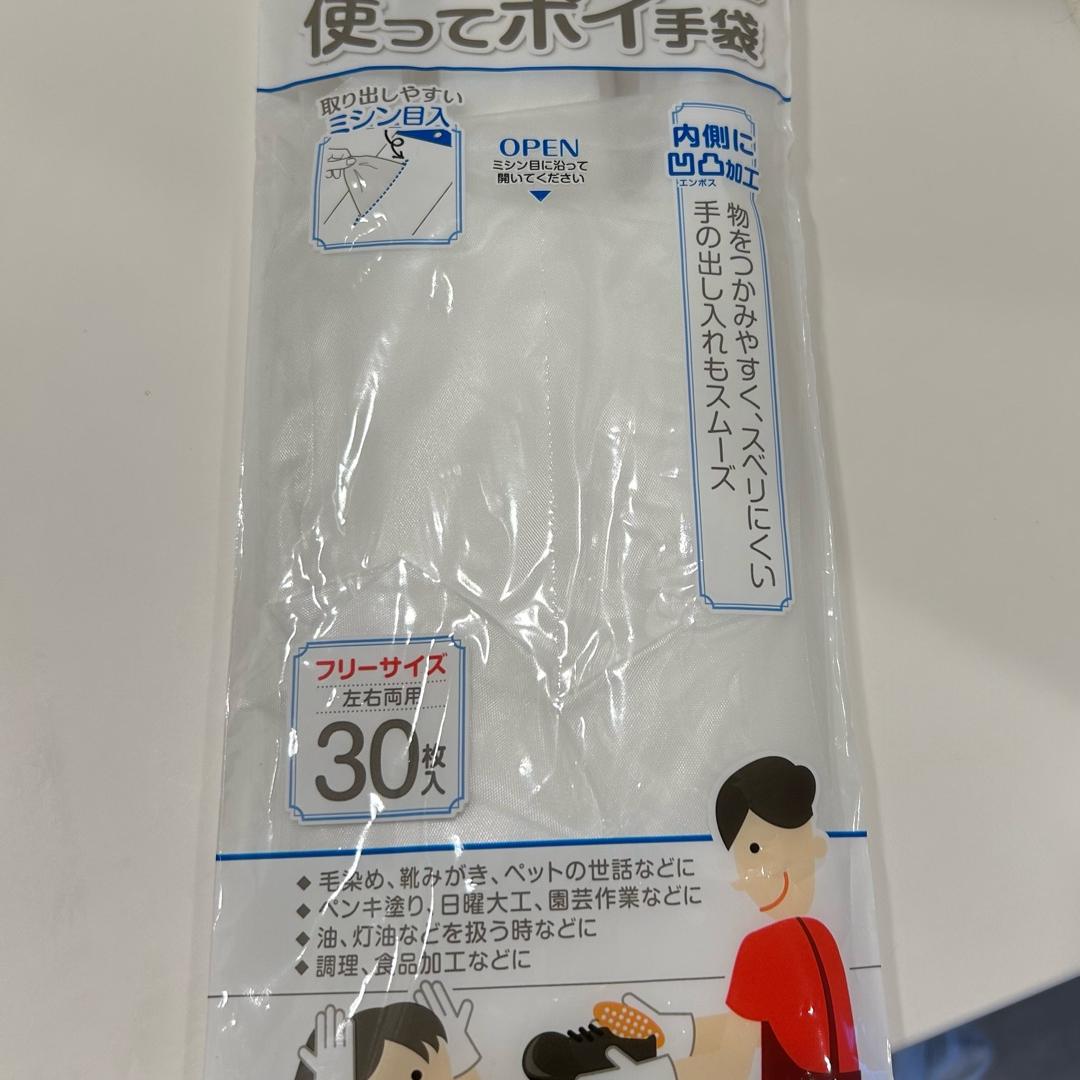 使ってポイ手袋
取り出しやすい
ミシン目入
OPEN
ミシン目に沿って
開いてください
内側に
凹凸加工
エンボス
物をつかみやすく、スベリにくい
手の出し入れもスムーズ
フリーサイズ
左右両用
30枚入
◆毛染め、靴みがき、ペットの世話などに
◆ペンキ塗り、日曜大工、園芸作業などに
◆油、灯油などを扱う時などに
◆調理、食品加工などに